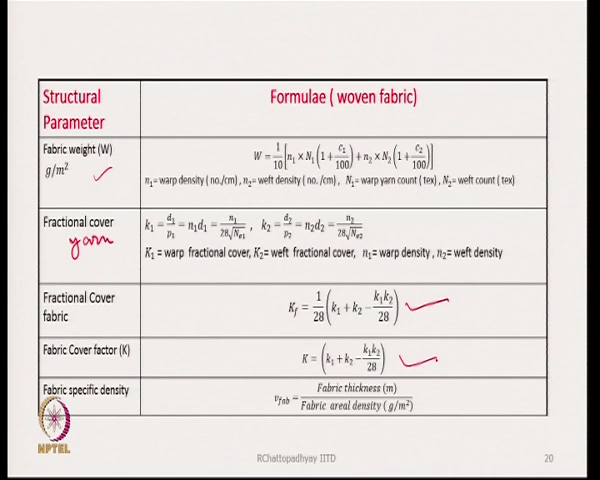 Structural Parameter
Formulae ( woven fabric)
Fabric weight (W)
g/m²
W = 1/10 [n₁ × N₁ (1 + c₁/100) + n₂ × N₂ (1 + c₂/100)]
n₁= warp density ( no./cm) , n₂= weft density ( no. /cm) , N₁= warp yarn count ( tex), N₂= weft count ( tex)
Fractional cover
yarn
k₁ = d₁/p₁ = n₁d₁ = n₁/28√Nₑ₁ , k₂ = d₂/p₂ = n₂d₂ = n₂/28√Nₑ₂
K₁ = warp fractional cover, K₂= weft fractional cover, n₁= warp density , n₂= weft density
Fractional Cover fabric
K_f = 1/28 (k₁ + k₂ − k₁k₂/28)
Fabric Cover factor (K)
K = (k₁ + k₂ − k₁k₂/28)
Fabric specific density
v_fab = Fabric thickness (m)/Fabric areal density ( g/m²)
NPTEL
RChattopadhyay IITD
20